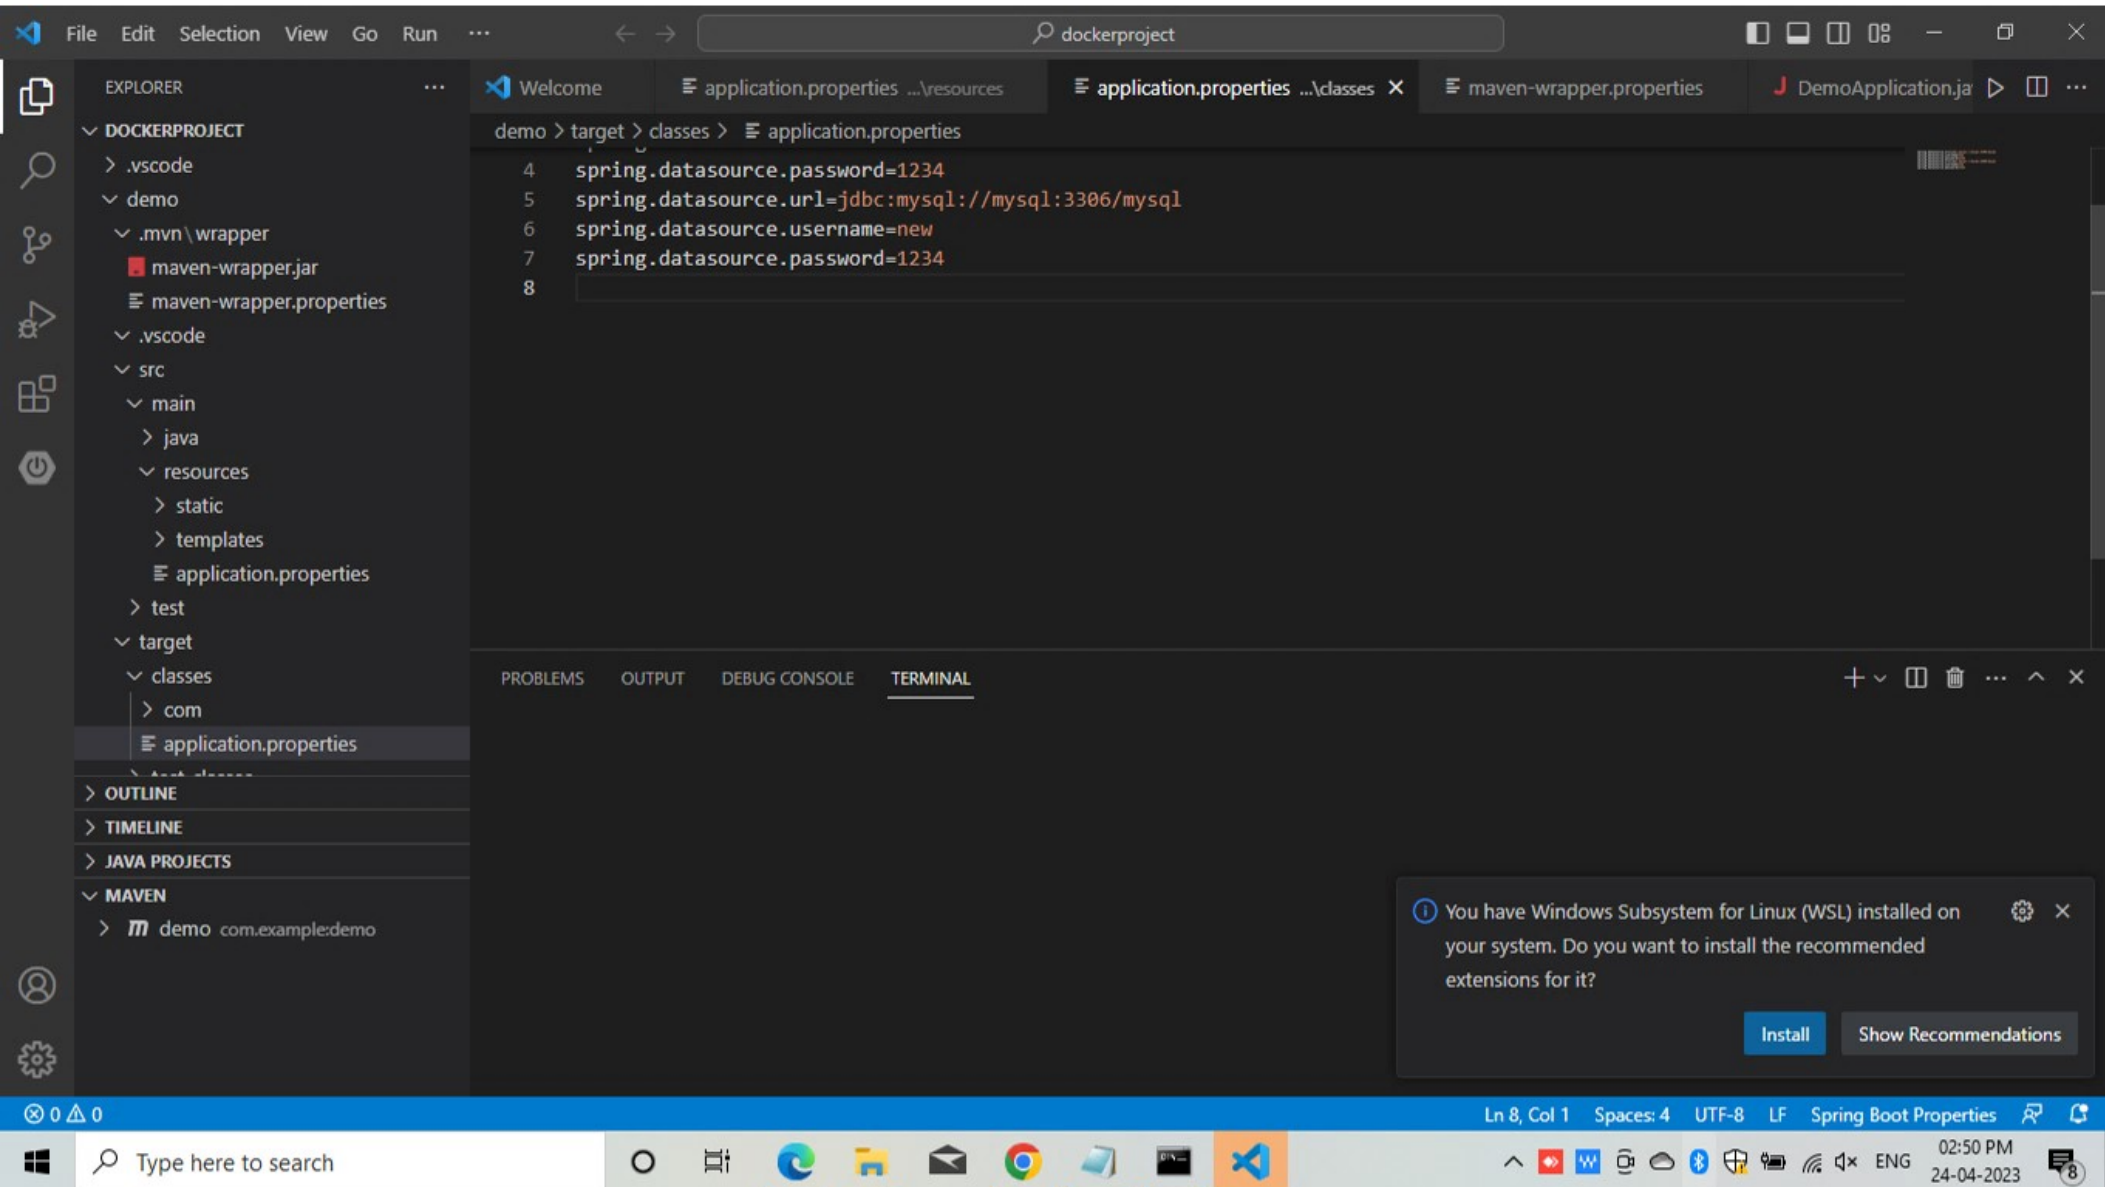 File Edit Selection View Go Run ···
dockerproject
EXPLORER
Welcome
application.properties ...\resources
application.properties ...\classes
maven-wrapper.properties
DemoApplication.ja
demo > target > classes > application.properties
DOCKERPROJECT
.vscode
demo
.mvn\wrapper
maven-wrapper.jar
maven-wrapper.properties
.vscode
src
main
java
resources
static
templates
application.properties
test
target
classes
com
application.properties
OUTLINE
TIMELINE
JAVA PROJECTS
MAVEN
demo com.example:demo
4 spring.datasource.password=1234
5 spring.datasource.url=jdbc:mysql://mysql:3306/mysql
6 spring.datasource.username=new
7 spring.datasource.password=1234
8
PROBLEMS OUTPUT DEBUG CONSOLE TERMINAL
You have Windows Subsystem for Linux (WSL) installed on
your system. Do you want to install the recommended
extensions for it?
Install Show Recommendations
0 0
Ln 8, Col 1 Spaces: 4 UTF-8 LF Spring Boot Properties
Type here to search
ENG
02:50 PM
24-04-2023
8